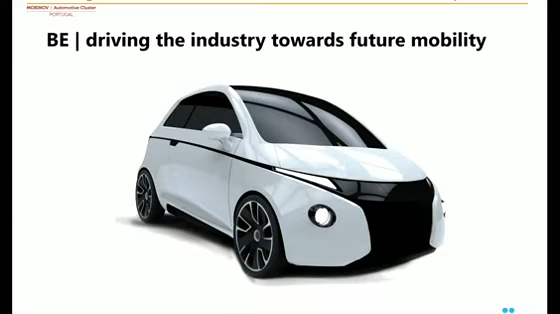 MOBINOV | Automotive Cluster
PORTUGAL
BE | driving the industry towards future mobility